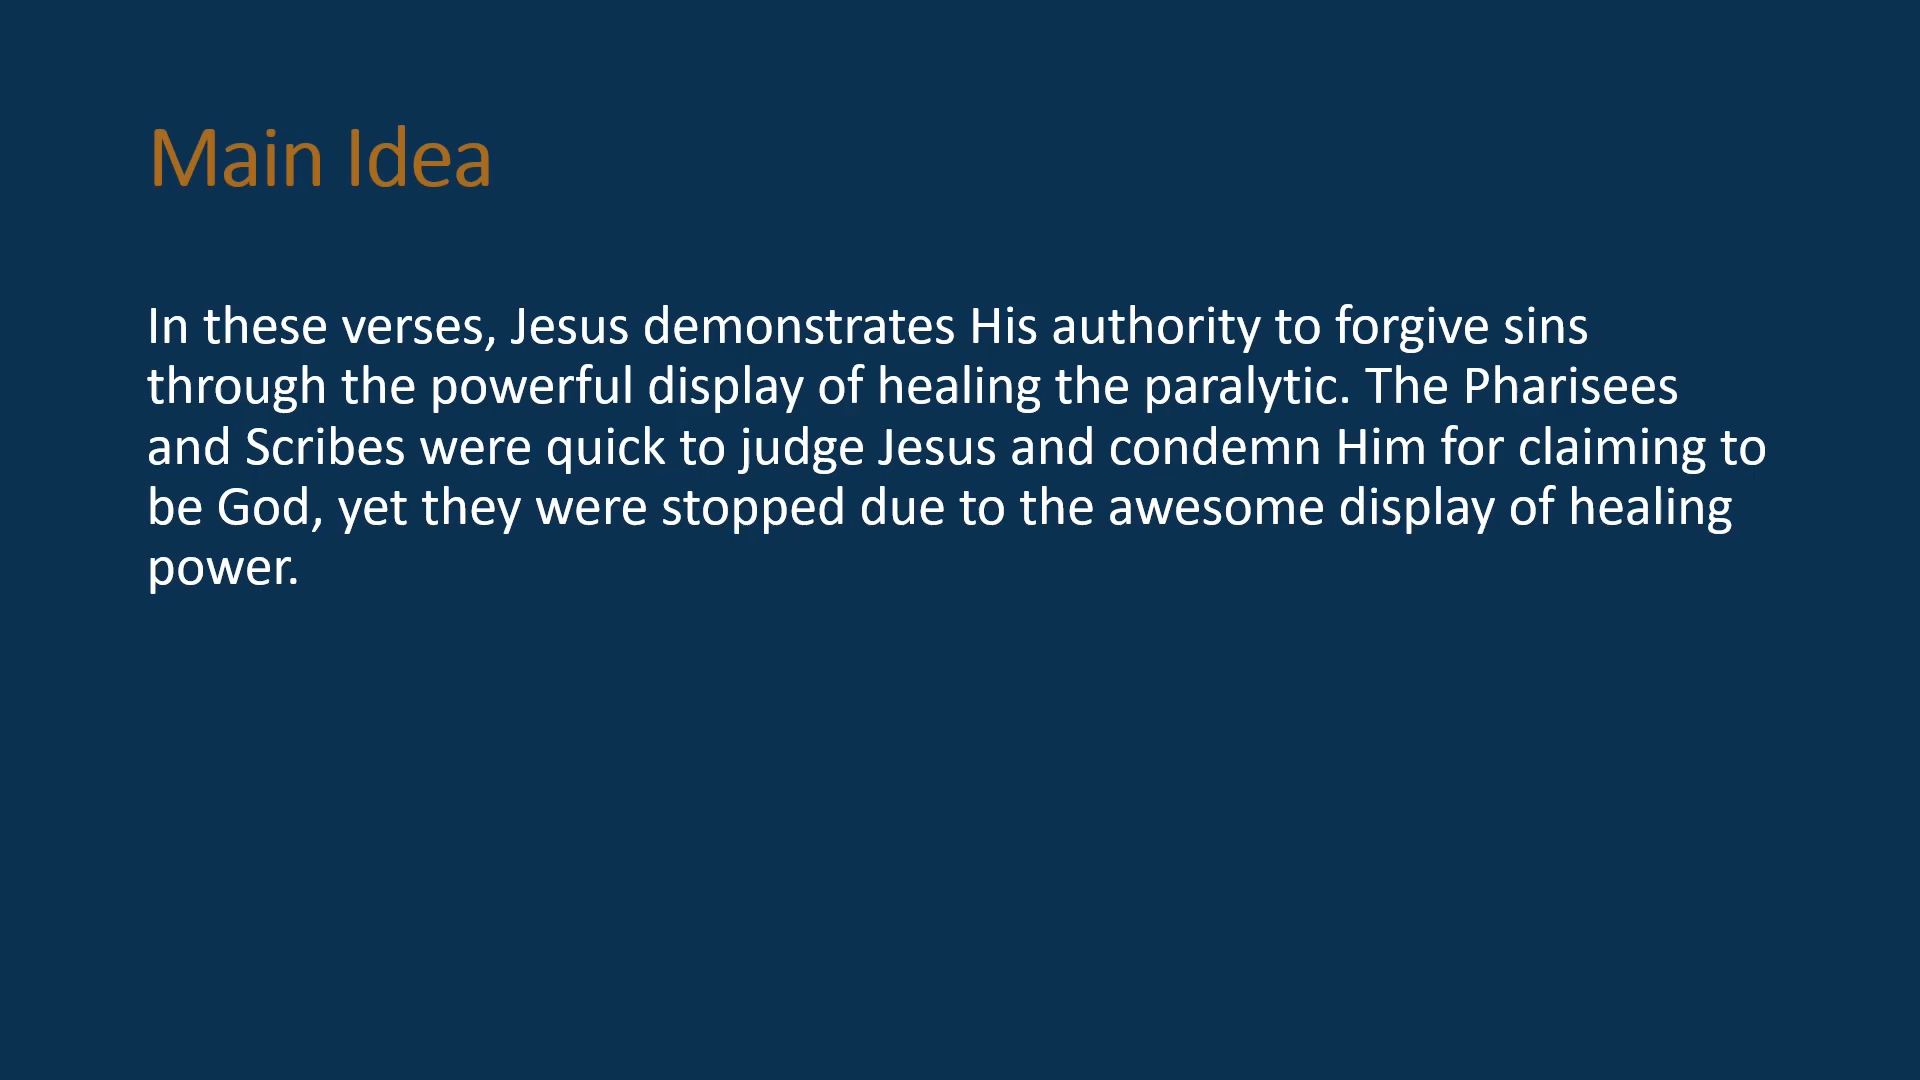 Main Idea
In these verses, Jesus demonstrates His authority to forgive sins
through the powerful display of healing the paralytic. The Pharisees
and Scribes were quick to judge Jesus and condemn Him for claiming to
be God, yet they were stopped due to the awesome display of healing
power.